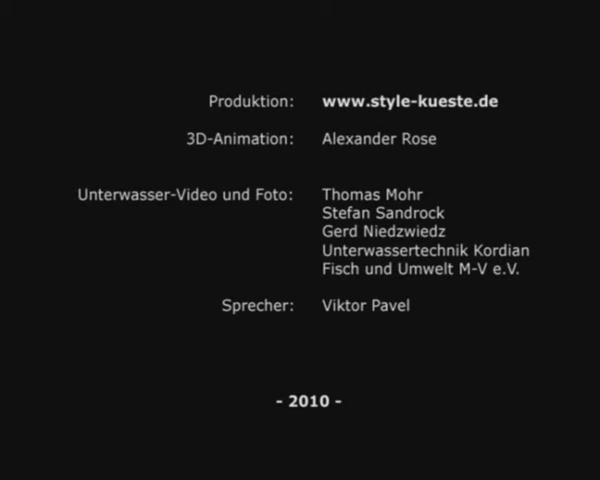 Produktion: www.style-kueste.de
3D-Animation: Alexander Rose
Unterwasser-Video und Foto: Thomas Mohr
Stefan Sandrock
Gerd Niedzwiedz
Unterwassertechnik Kordian
Fisch und Umwelt M-V e.V.
Sprecher: Viktor Pavel
- 2010 -